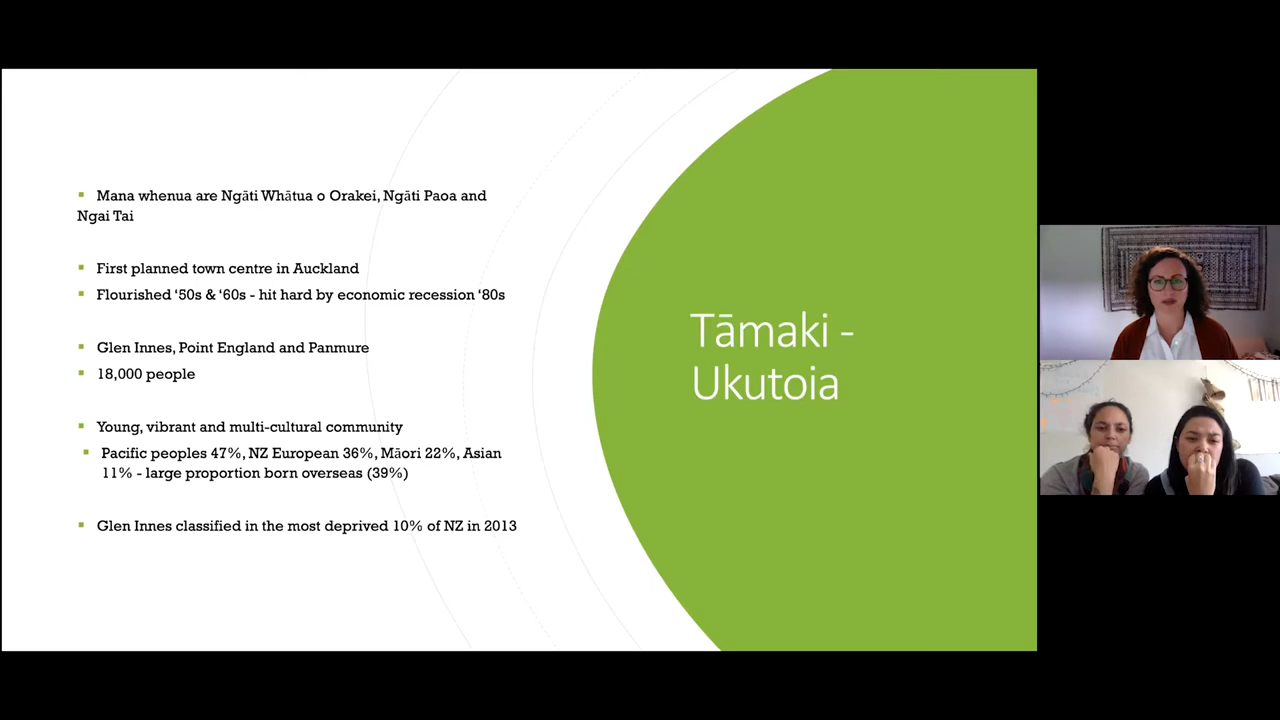 Mana whenua are Ngāti Whātua o Orakei, Ngāti Paoa and
Ngai Tai
First planned town centre in Auckland
Flourished ‘50s & ‘60s - hit hard by economic recession ‘80s
Glen Innes, Point England and Panmure
18,000 people
Young, vibrant and multi-cultural community
Pacific peoples 47%, NZ European 36%, Māori 22%, Asian
11% - large proportion born overseas (39%)
Glen Innes classified in the most deprived 10% of NZ in 2013
Tāmaki -
Ukutoia